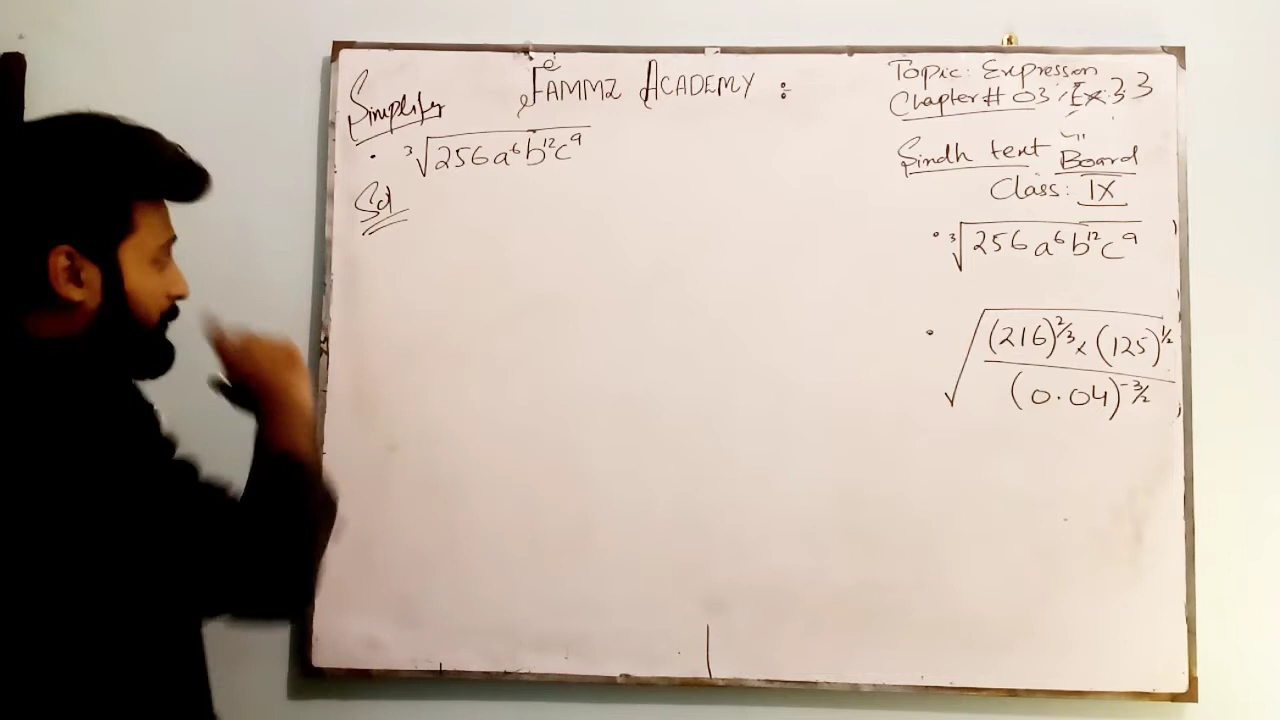 FAMMZ ACADEMY :
Simplify
• ³√256a⁶b¹²c⁹
Sol
Topic: Expression
Chapter# 03, Ex: 3.3
Sindh text Board
Class: IX
• ³√256a⁶b¹²c⁹
• √((216)^2/3 × (125)^1/2 / (0.04)^-3/2)